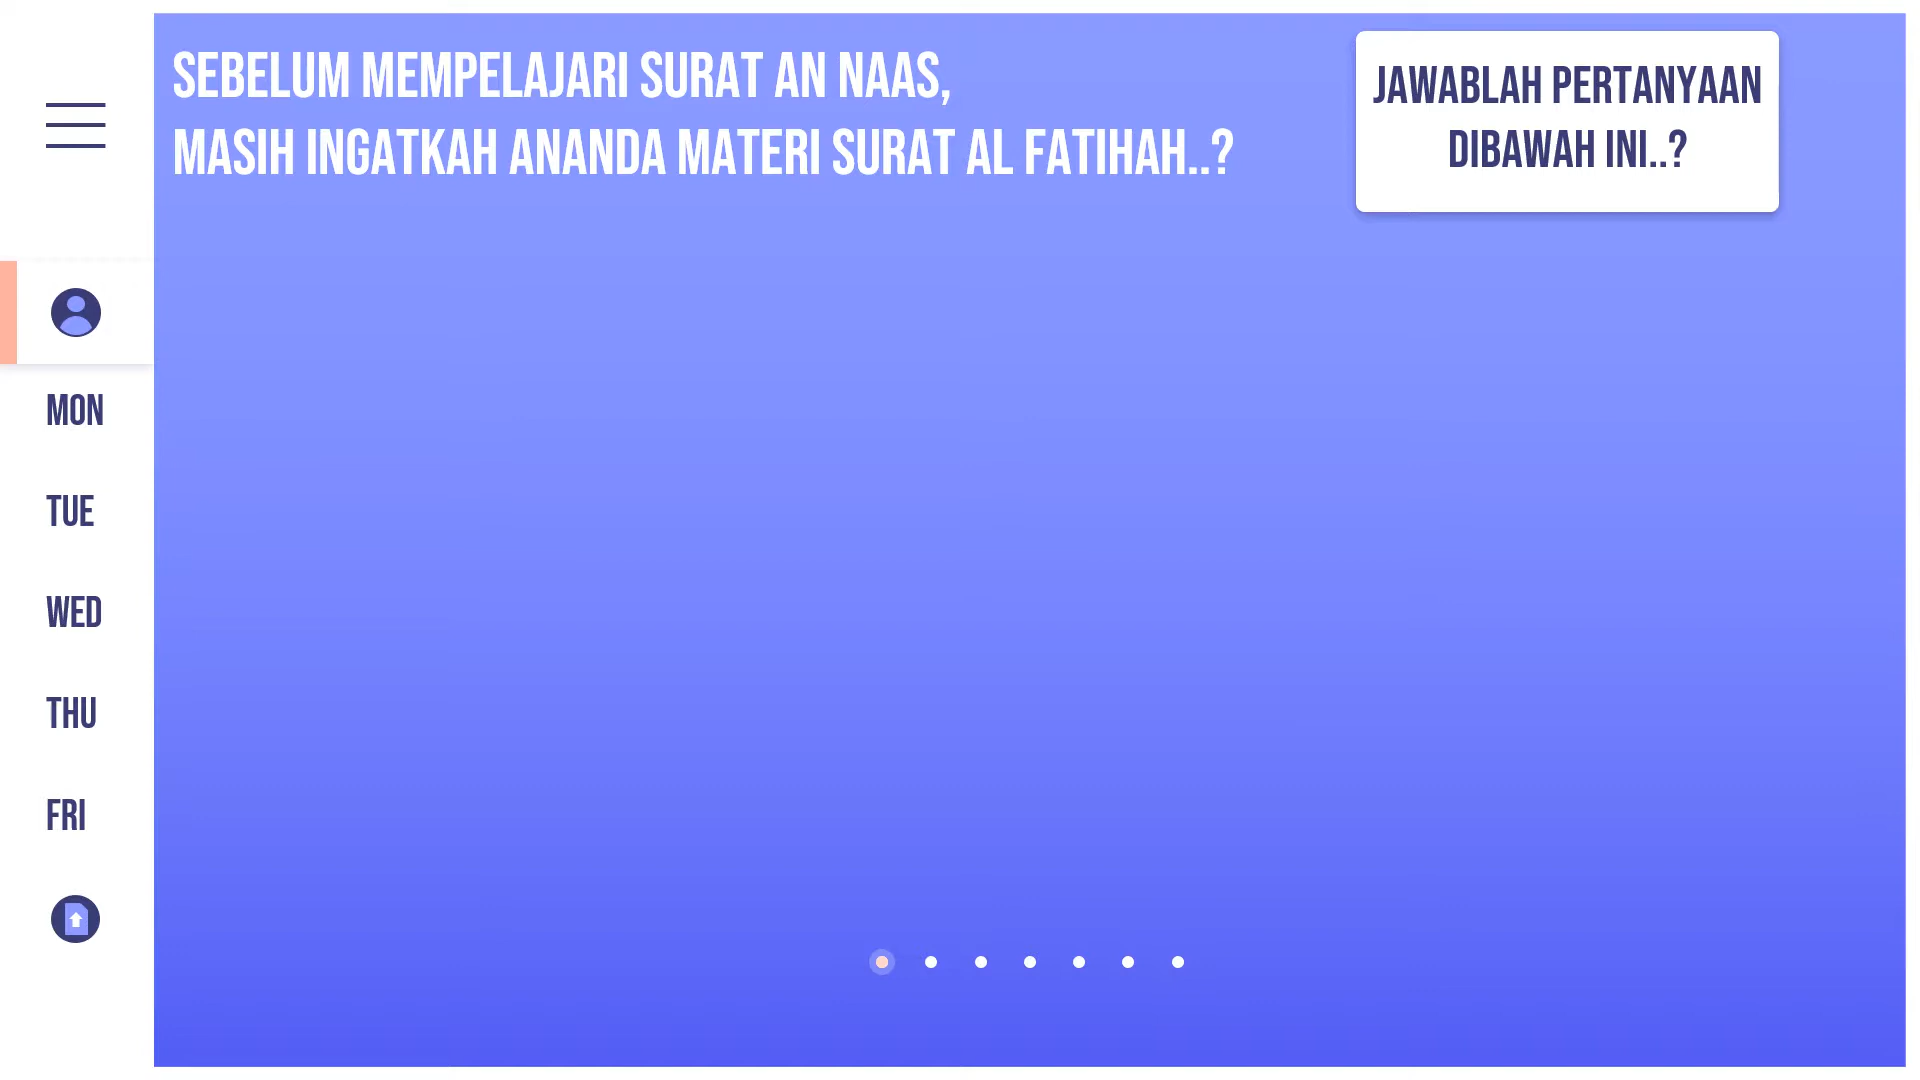 SEBELUM MEMPELAJARI SURAT AN NAAS,
MASIH INGATKAH ANANDA MATERI SURAT AL FATIHAH..?
JAWABLAH PERTANYAAN
DIBAWAH INI..?
MON
TUE
WED
THU
FRI